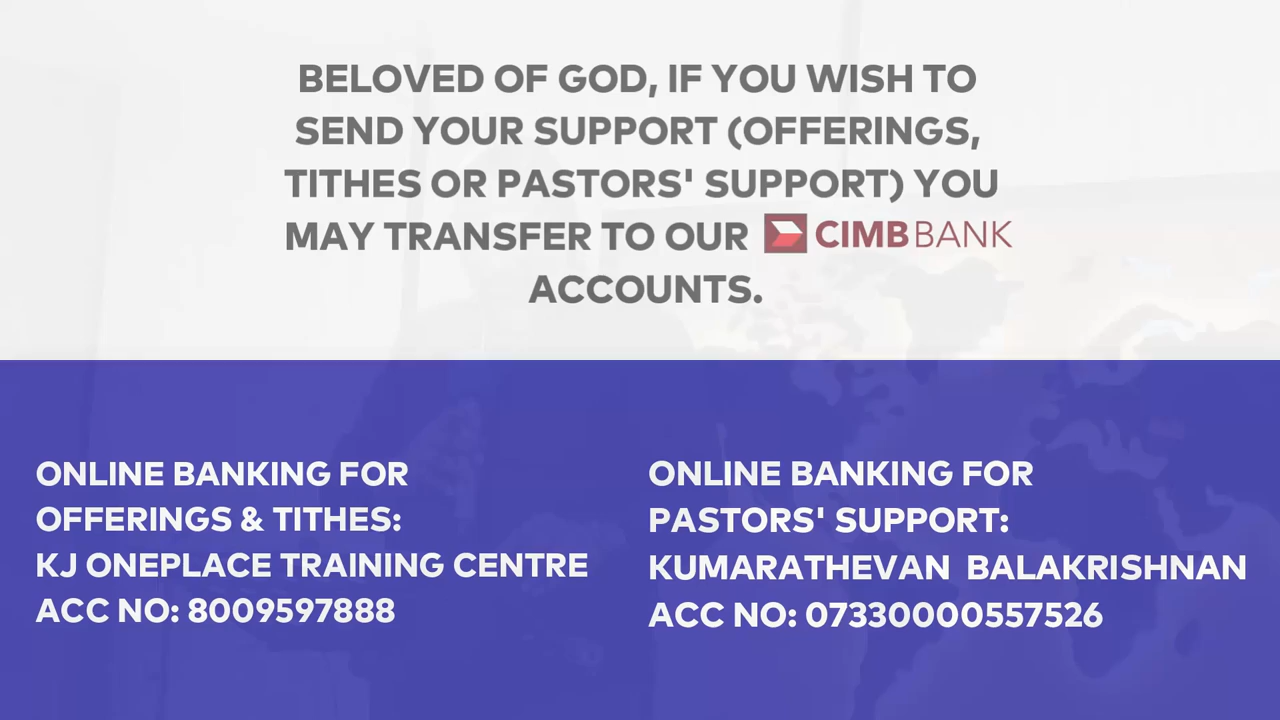 BELOVED OF GOD, IF YOU WISH TO
SEND YOUR SUPPORT (OFFERINGS,
TITHES OR PASTORS' SUPPORT) YOU
MAY TRANSFER TO OUR CIMB BANK
ACCOUNTS.
ONLINE BANKING FOR
OFFERINGS & TITHES:
KJ ONEPLACE TRAINING CENTRE
ACC NO: 8009597888
ONLINE BANKING FOR
PASTORS' SUPPORT:
KUMARATHEVAN BALAKRISHNAN
ACC NO: 07330000557526